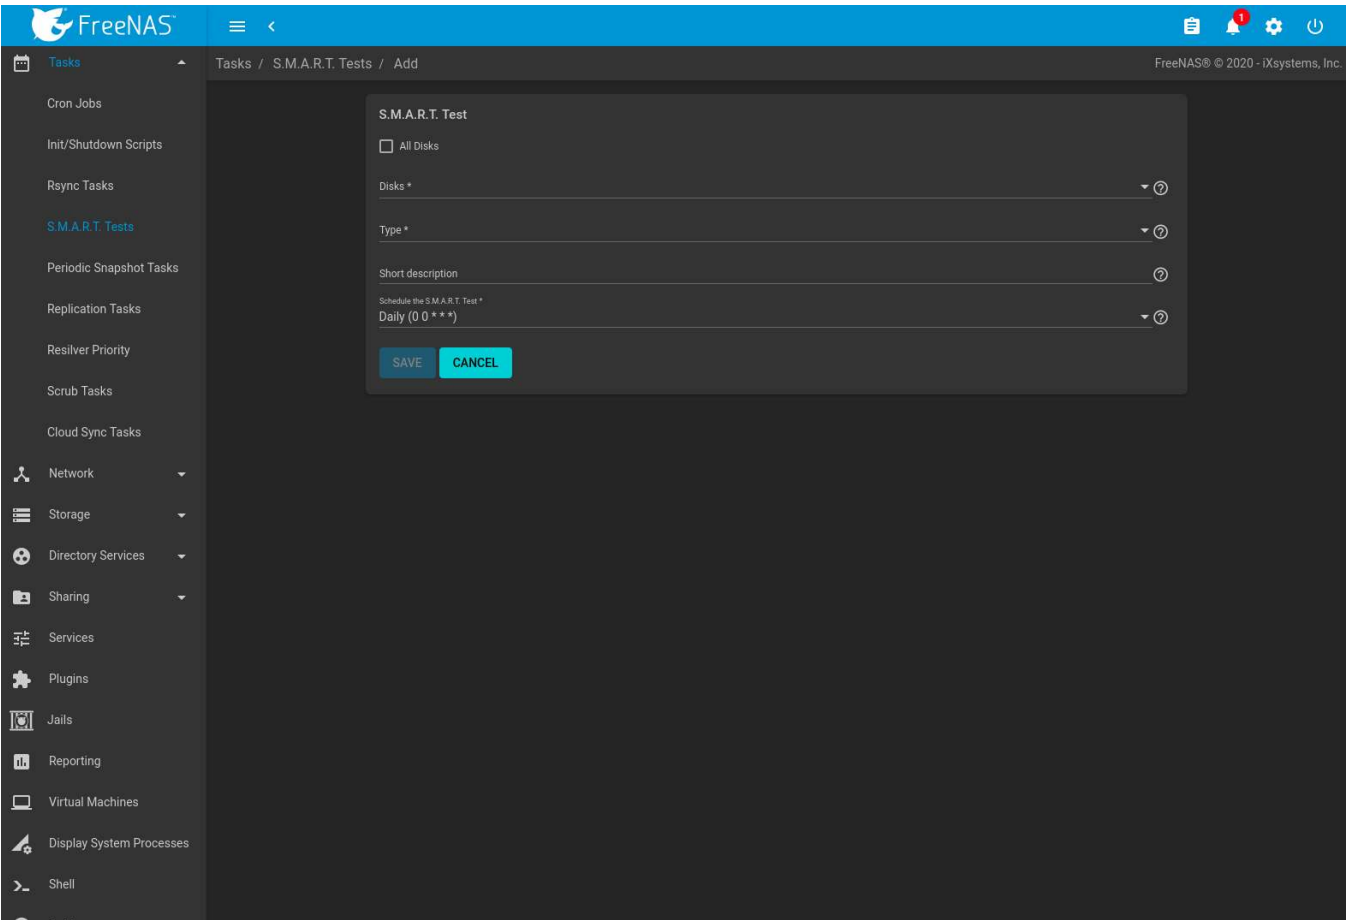 FreeNAS®
1
Tasks
Tasks / S.M.A.R.T. Tests / Add
FreeNAS® © 2020 - iXsystems, Inc.
Cron Jobs
Init/Shutdown Scripts
Rsync Tasks
S.M.A.R.T. Tests
Periodic Snapshot Tasks
Replication Tasks
Resilver Priority
Scrub Tasks
Cloud Sync Tasks
Network
Storage
Directory Services
Sharing
Services
Plugins
Jails
Reporting
Virtual Machines
Display System Processes
Shell
S.M.A.R.T. Test
All Disks
Disks *
Type *
Short description
Schedule the S.M.A.R.T. Test *
Daily (0 0 * * *)
SAVE CANCEL